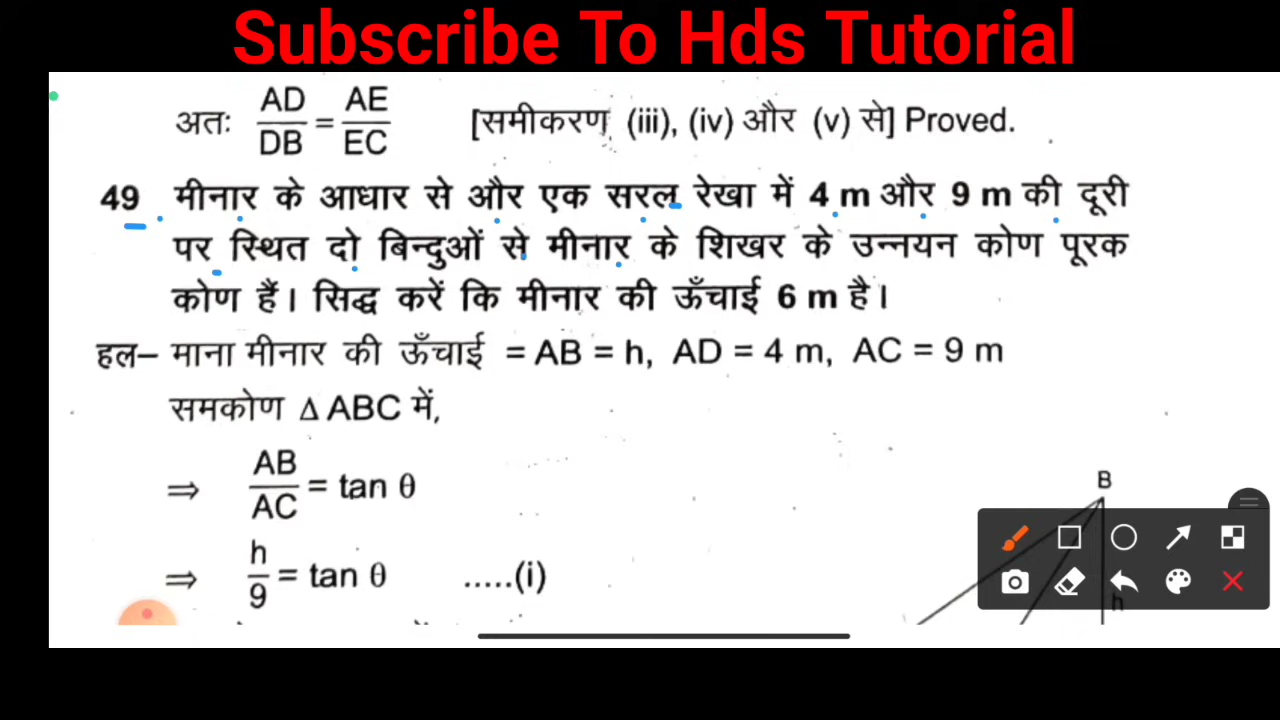 Subscribe To Hds Tutorial
अतः AD/DB = AE/EC [समीकरण (iii), (iv) और (v) से] Proved.
49 मीनार के आधार से और एक सरल रेखा में 4 m और 9 m की दूरी
पर स्थित दो बिन्दुओं से मीनार के शिखर के उन्नयन कोण पूरक
कोण हैं। सिद्ध करें कि मीनार की ऊँचाई 6 m है।
हल– माना मीनार की ऊँचाई = AB = h, AD = 4 m, AC = 9 m
समकोण Δ ABC में,
⇒ AB/AC = tan θ
⇒ h/9 = tan θ .....(i)
B
h